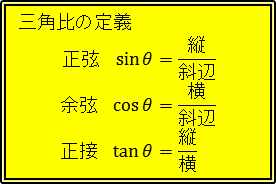 三角比の定義
正弦 sin θ = 縦/斜辺
余弦 cos θ = 横/斜辺
正接 tan θ = 縦/横